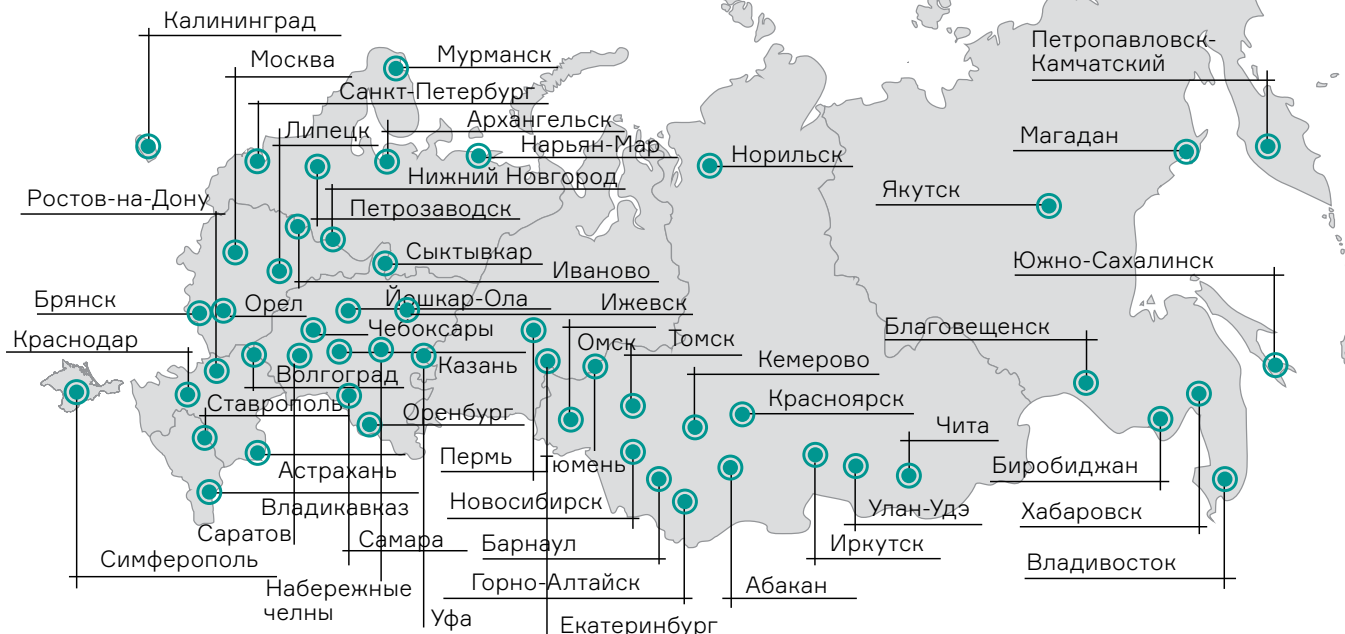 Калининград
Москва
Мурманск
Петропавловск-
Камчатский
Санкт-Петербург
Липецк
Архангельск
Нарьян-Мар
Магадан
Норильск
Нижний Новгород
Якутск
Ростов-на-Дону
Петрозаводск
Сыктывкар
Иваново
Южно-Сахалинск
Брянск
Орел
Йошкар-Ола
Ижевск
Благовещенск
Краснодар
Чебоксары
Омск
Томск
Казань
Кемерово
Волгоград
Ставрополь
Оренбург
Красноярск
Чита
Астрахань
Пермь
Тюмень
Биробиджан
Владикавказ
Новосибирск
Улан-Удэ
Хабаровск
Саратов
Самара
Барнаул
Иркутск
Симферополь
Владивосток
Набережные
челны
Горно-Алтайск
Абакан
Уфа
Екатеринбург